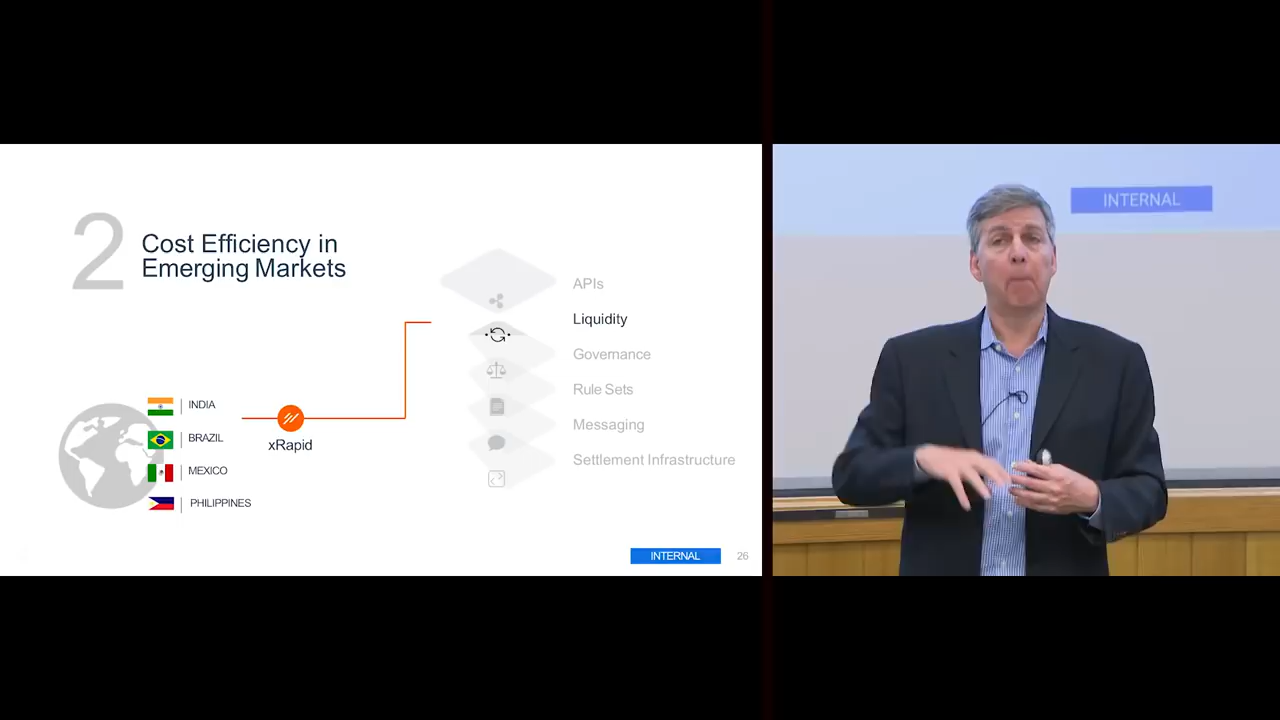 2
Cost Efficiency in
Emerging Markets
APIs
Liquidity
Governance
Rule Sets
Messaging
Settlement Infrastructure
INDIA
BRAZIL
MEXICO
PHILIPPINES
xRapid
INTERNAL
26
INTERNAL